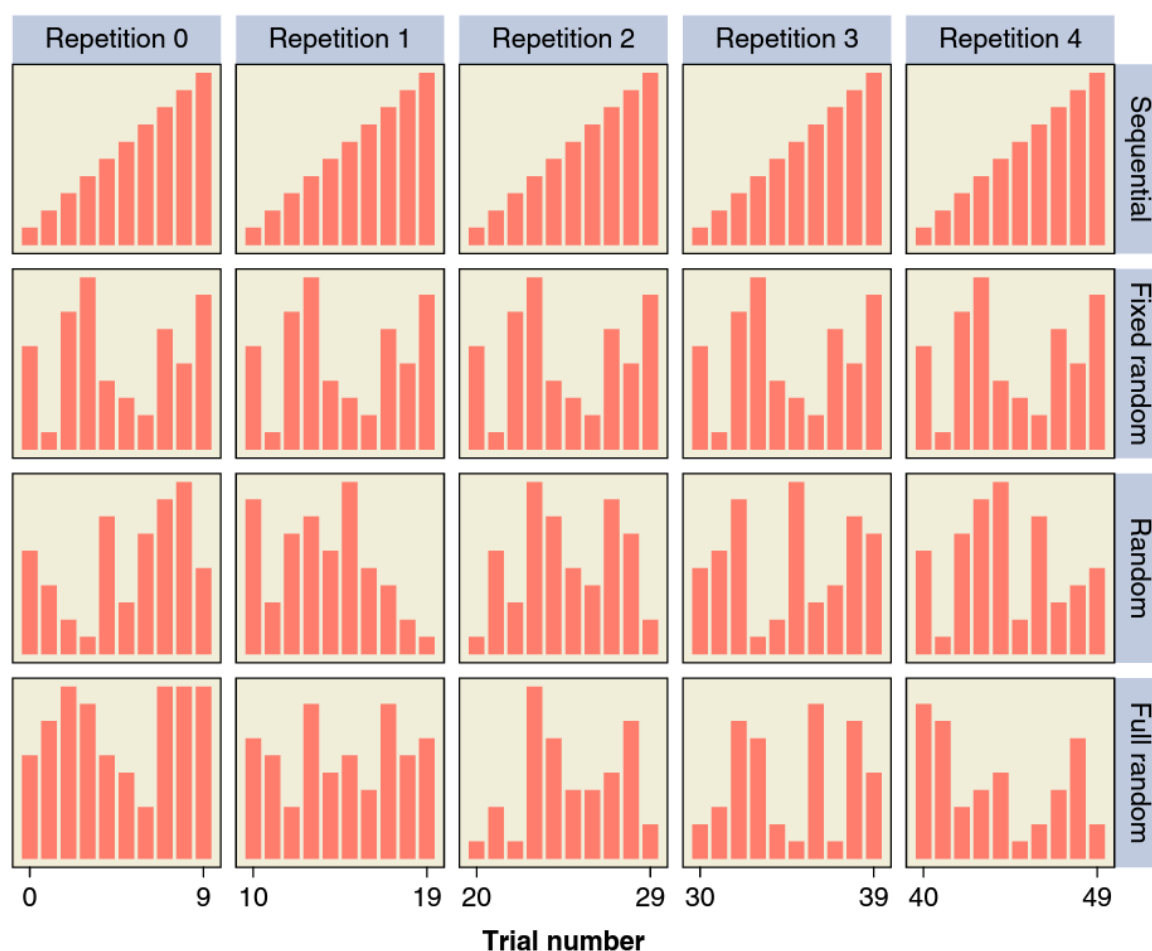 Repetition 0
Repetition 1
Repetition 2
Repetition 3
Repetition 4
Sequential
Fixed random
Random
Full random
0 9 10 19 20 29 30 39 40 49
Trial number